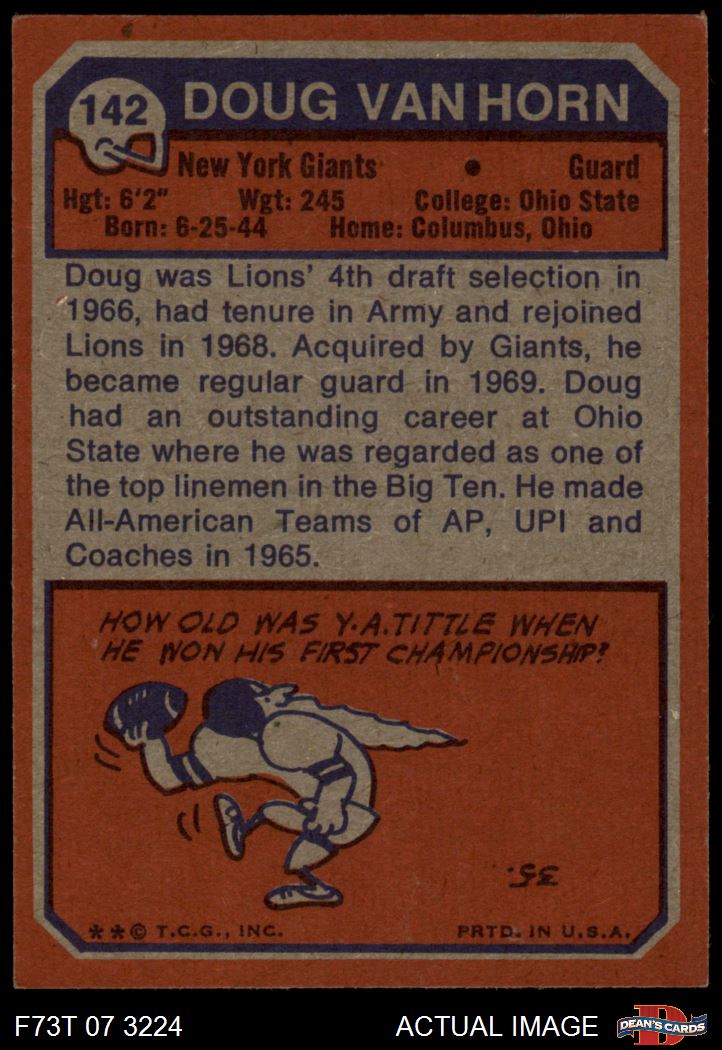 142
DOUG VAN HORN
New York Giants • Guard
Hgt: 6'2" Wgt: 245 College: Ohio State
Born: 6-25-44 Home: Columbus, Ohio
Doug was Lions' 4th draft selection in
1966, had tenure in Army and rejoined
Lions in 1968. Acquired by Giants, he
became regular guard in 1969. Doug
had an outstanding career at Ohio
State where he was regarded as one of
the top linemen in the Big Ten. He made
All-American Teams of AP, UPI and
Coaches in 1965.
HOW OLD WAS Y.A. TITTLE WHEN
HE WON HIS FIRST CHAMPIONSHIP?
35.
**© T.C.G., INC. PRTD. IN U.S.A.
F73T 07 3224 ACTUAL IMAGE
D
DEAN'S CARDS